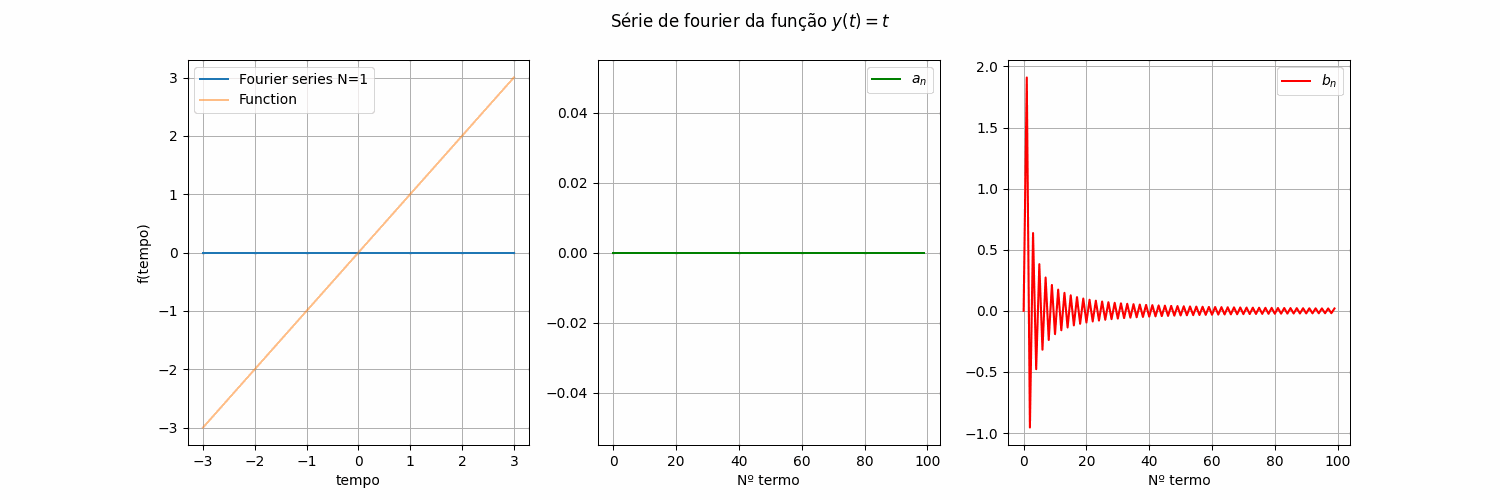 Série de fourier da função y(t) = t
Fourier series N=1
Function
3
2
1
0
−1
−2
−3
f(tempo)
−3 −2 −1 0 1 2 3
tempo
a_n
0.04
0.02
0.00
−0.02
−0.04
0 20 40 60 80 100
Nº termo
b_n
2.0
1.5
1.0
0.5
0.0
−0.5
−1.0
0 20 40 60 80 100
Nº termo